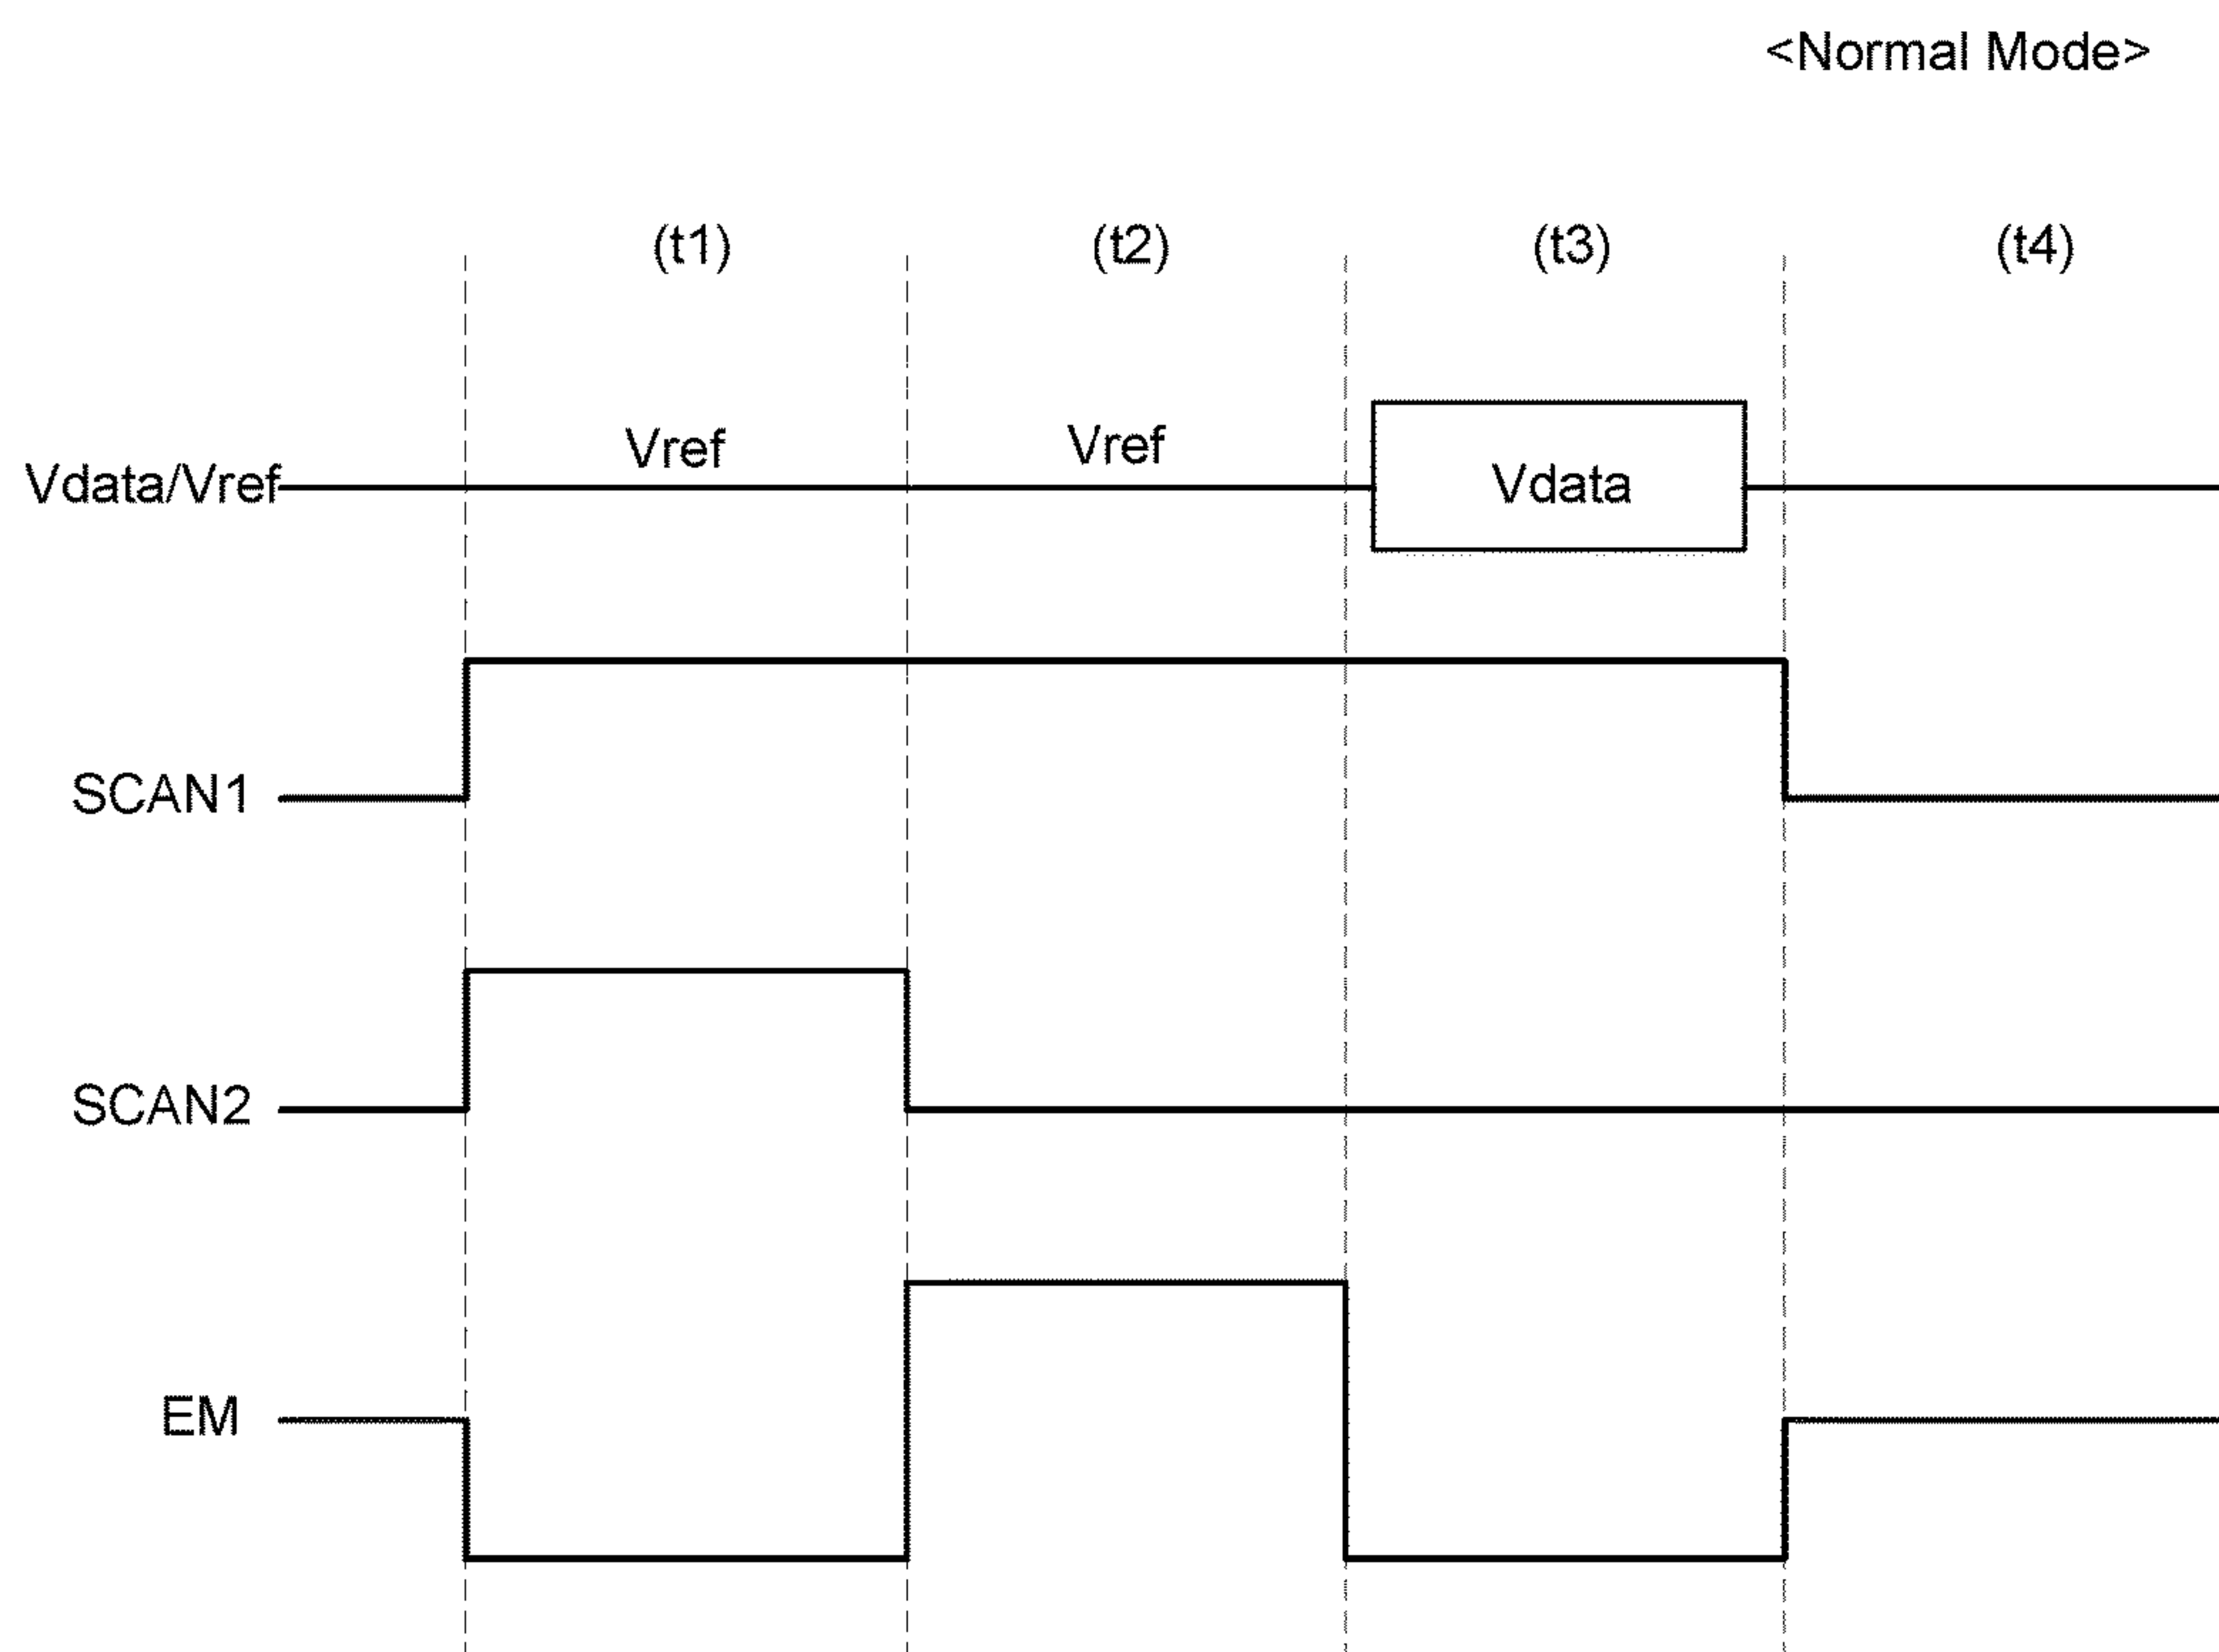 <Normal Mode>
(t1) (t2) (t3) (t4)
Vref Vref
Vdata/Vref Vdata
SCAN1
SCAN2
EM